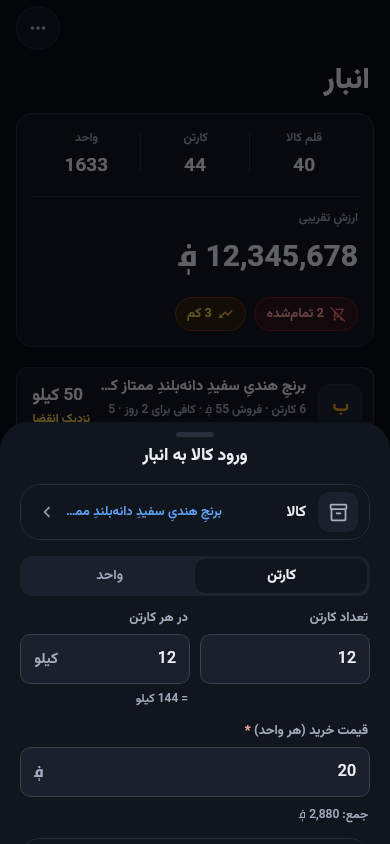 انبار
قلم کالا
40
کارتن
44
واحد
1633
ارزش تقریبی
12,345,678 ؋
2 تمام‌شده
3 کم
ب
برنجِ هندیِ سفیدِ دانه‌بلندِ ممتاز ک...
50 کیلو
6 کارتن · فروش 55 ؋ · کافی برای 2 روز · 5
نزدیک انقضا
ورود کالا به انبار
کالا
برنجِ هندیِ سفیدِ دانه‌بلندِ ممـ...
کارتن
واحد
تعداد کارتن
در هر کارتن
12
12 کیلو
= 144 کیلو
قیمت خرید (هر واحد) *
20 ؋
جمع: 2,880 ؋